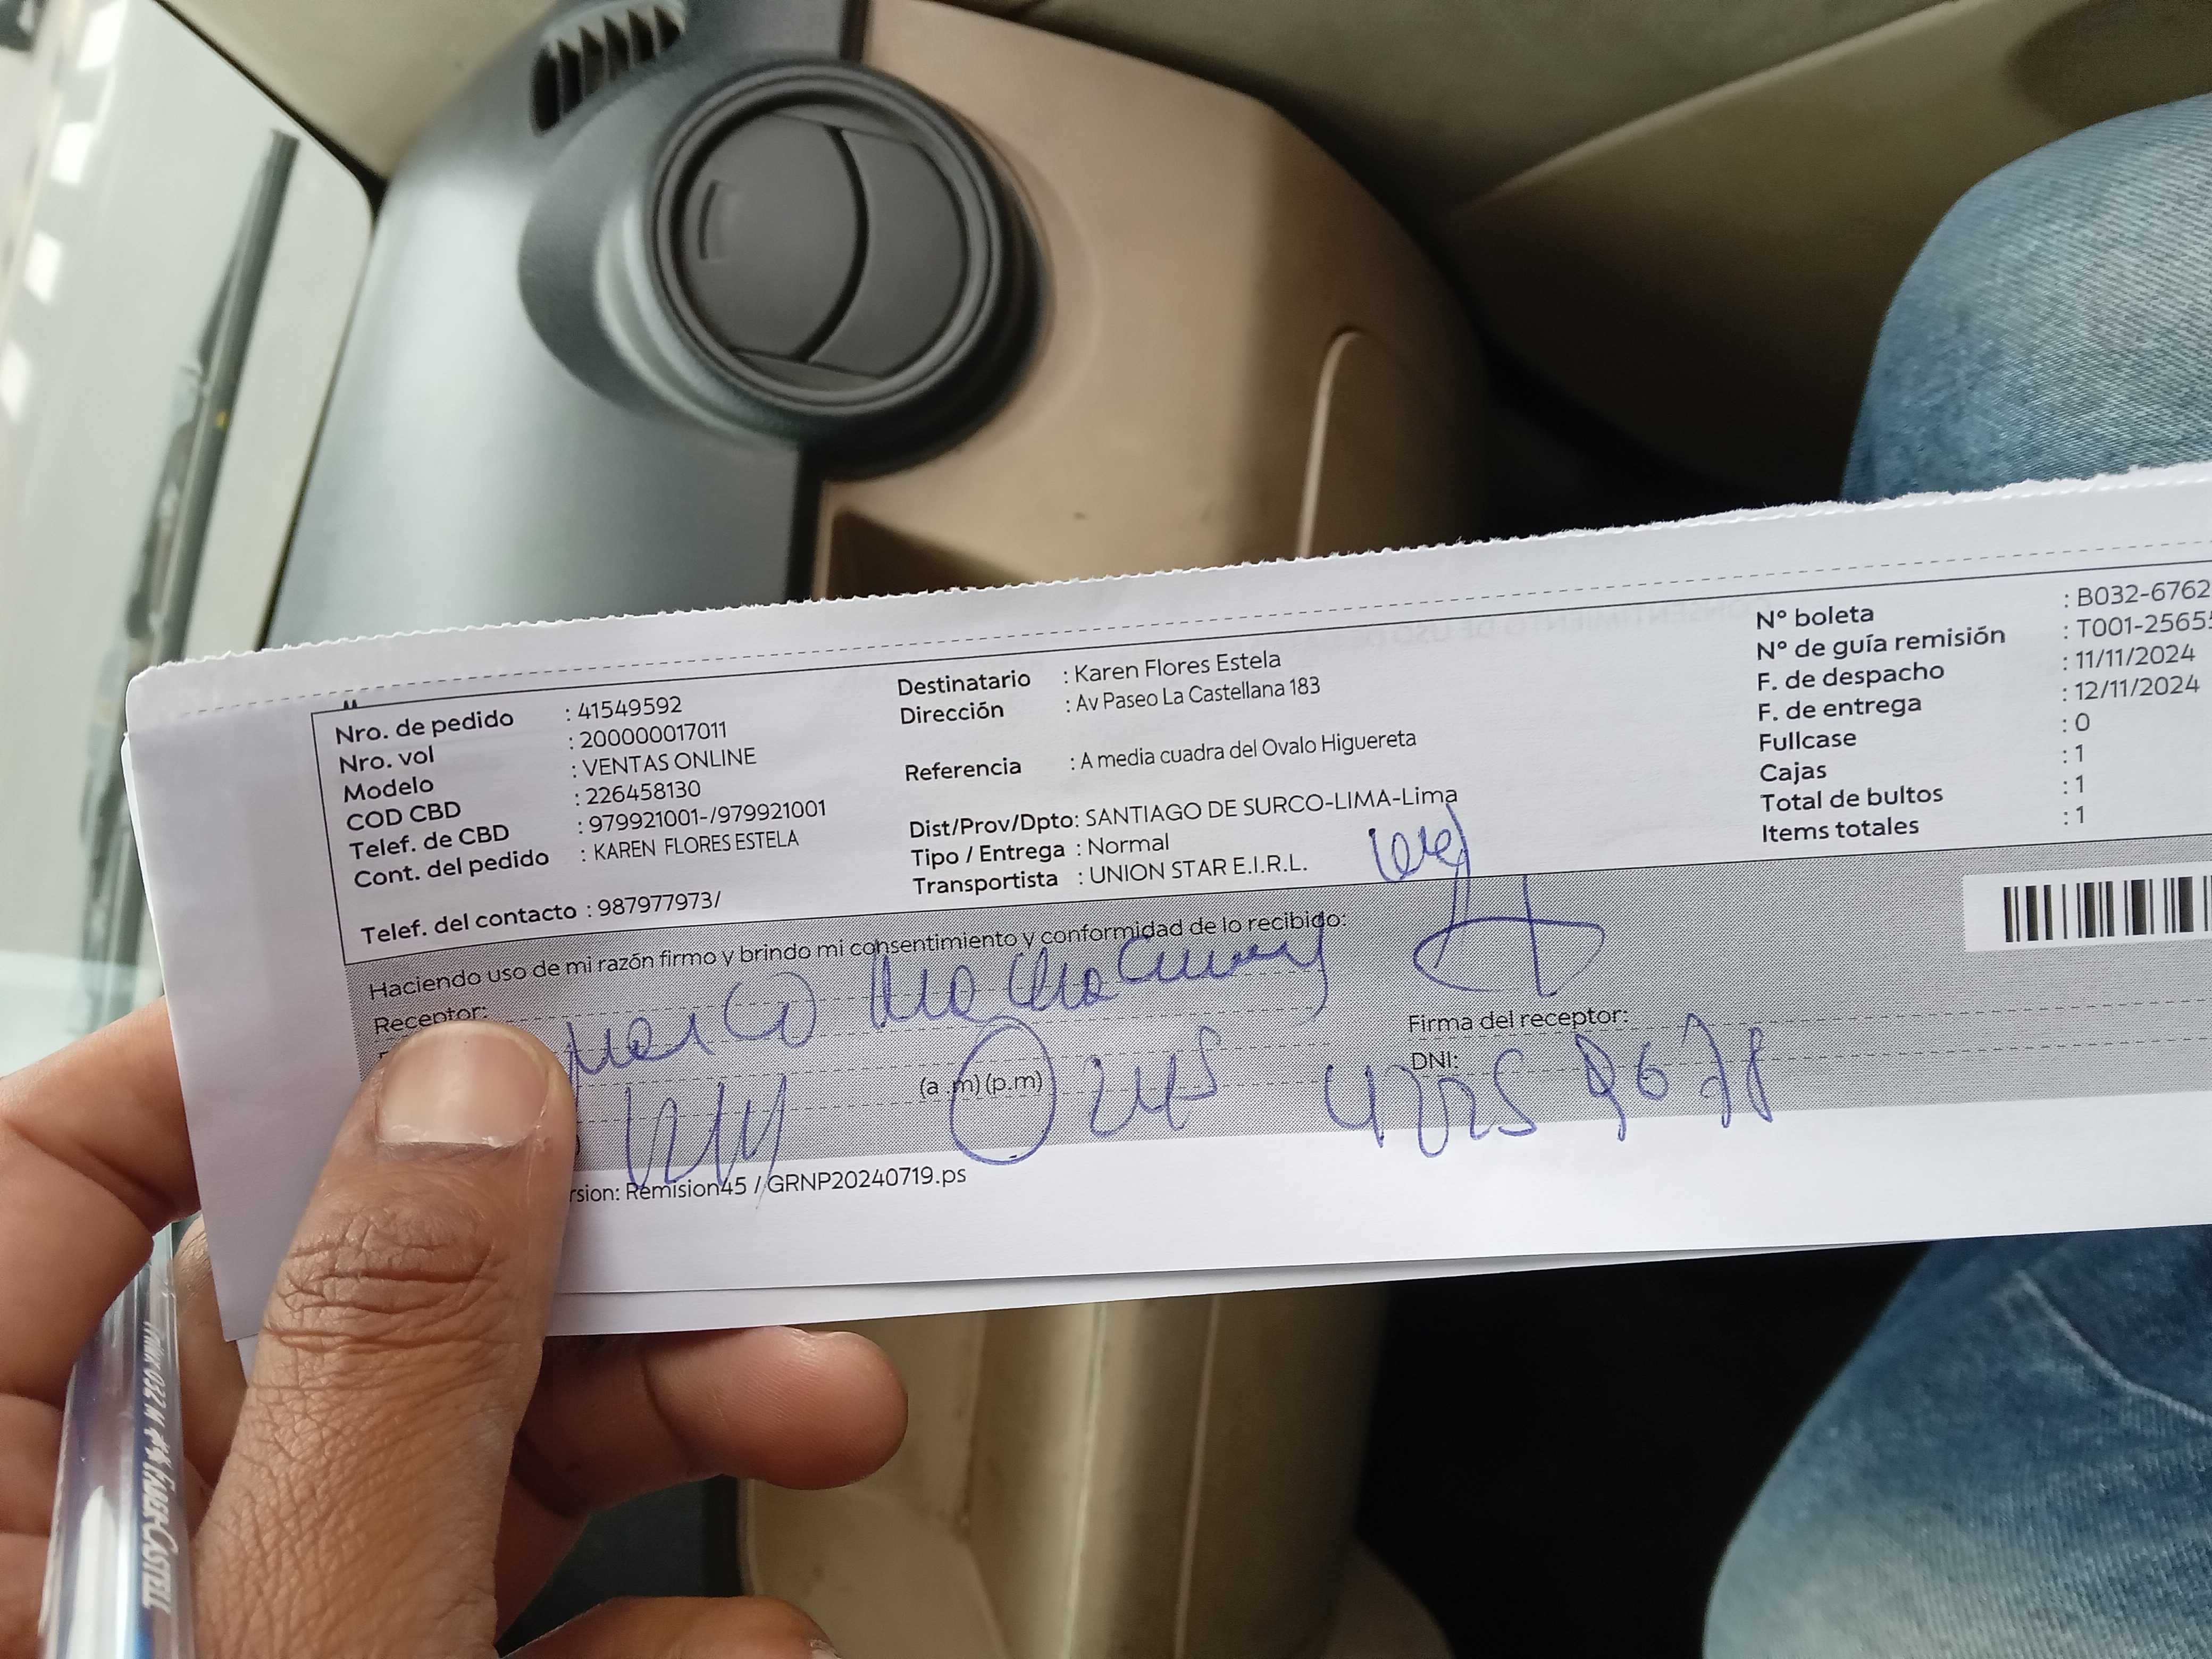 Nro. de pedido : 41549592
Nro. vol : 200000017011
Modelo : VENTAS ONLINE
COD CBD : 226458130
Telef. de CBD : 979921001-/979921001
Cont. del pedido : KAREN FLORES ESTELA
Telef. del contacto : 987977973/
Destinatario : Karen Flores Estela
Dirección : Av Paseo La Castellana 183
Referencia : A media cuadra del Ovalo Higuereta
Dist/Prov/Dpto: SANTIAGO DE SURCO-LIMA-Lima
Tipo / Entrega : Normal
Transportista : UNION STAR E.I.R.L.
N° boleta : B032-6762
N° de guía remisión : T001-2565
F. de despacho : 11/11/2024
F. de entrega : 12/11/2024
Fullcase : 0
Cajas : 1
Total de bultos : 1
Items totales : 1
Haciendo uso de mi razón firmo y brindo mi consentimiento y conformidad de lo recibido:
Receptor: Marco
Firma del receptor:
(a .m) (p.m) 245
DNI:
rsion: Remision45 / GRNP20240719.ps
FABER-CASTELL